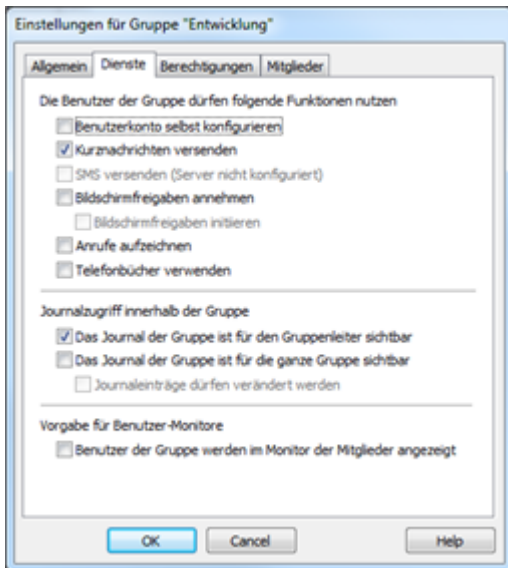 Einstellungen für Gruppe "Entwicklung"
Allgemein Dienste Berechtigungen Mitglieder
Die Benutzer der Gruppe dürfen folgende Funktionen nutzen
Benutzerkonto selbst konfigurieren
Kurznachrichten versenden
SMS versenden (Server nicht konfiguriert)
Bildschirmfreigaben annehmen
Bildschirmfreigaben initiieren
Anrufe aufzeichnen
Telefonbücher verwenden
Journalzugriff innerhalb der Gruppe
Das Journal der Gruppe ist für den Gruppenleiter sichtbar
Das Journal der Gruppe ist für die ganze Gruppe sichtbar
Journaleinträge dürfen verändert werden
Vorgabe für Benutzer-Monitore
Benutzer der Gruppe werden im Monitor der Mitglieder angezeigt
OK Cancel Help